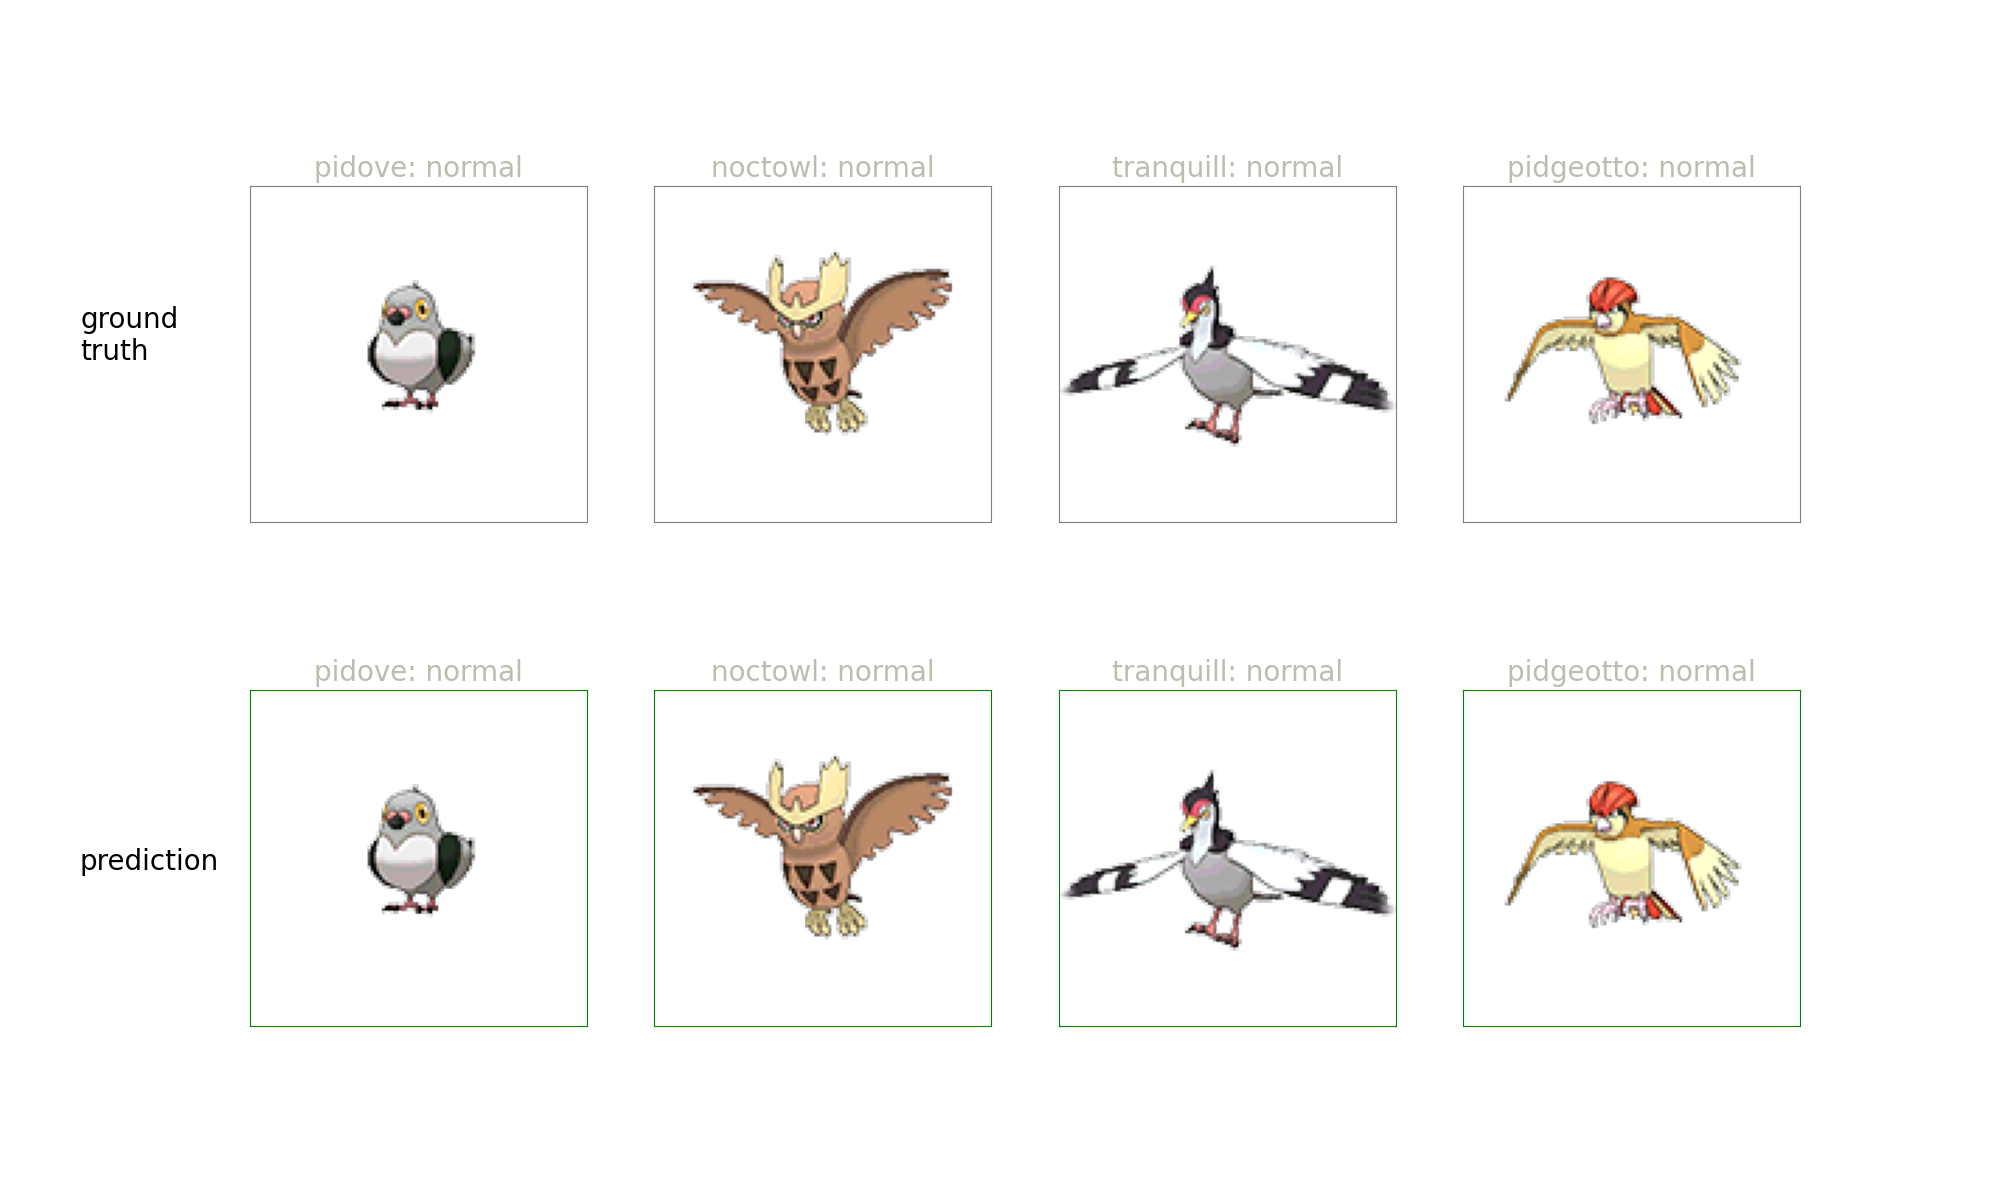 pidove: normal
noctowl: normal
tranquill: normal
pidgeotto: normal
ground
truth
pidove: normal
noctowl: normal
tranquill: normal
pidgeotto: normal
prediction